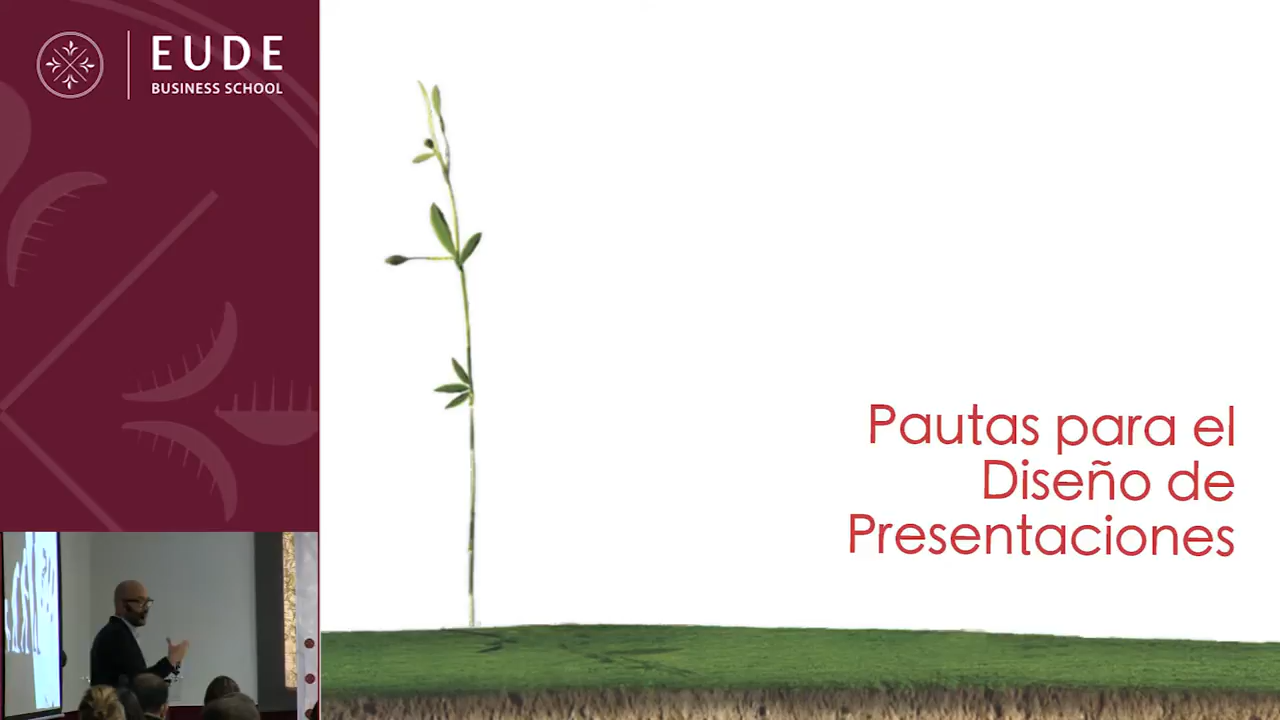 EUDE
BUSINESS SCHOOL
Pautas para el
Diseño de
Presentaciones